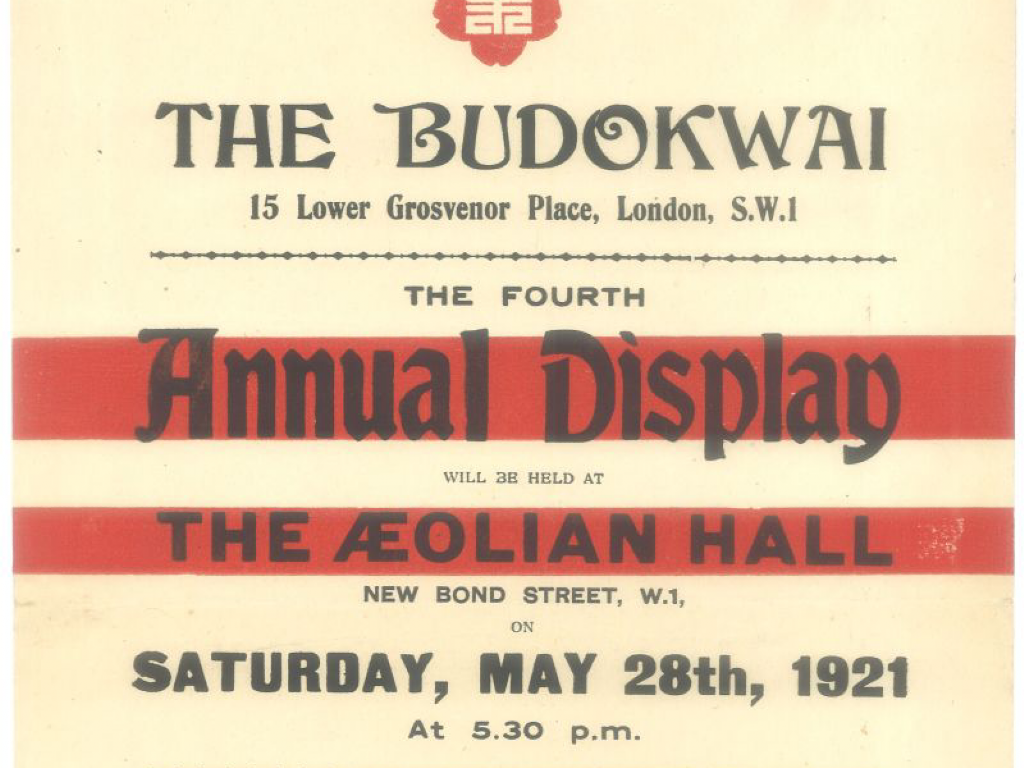 THE BUDOKWAI
15 Lower Grosvenor Place, London, S.W.1
THE FOURTH
Annual Display
WILL BE HELD AT
THE ÆOLIAN HALL
NEW BOND STREET, W.1,
ON
SATURDAY, MAY 28th, 1921
At 5.30 p.m.